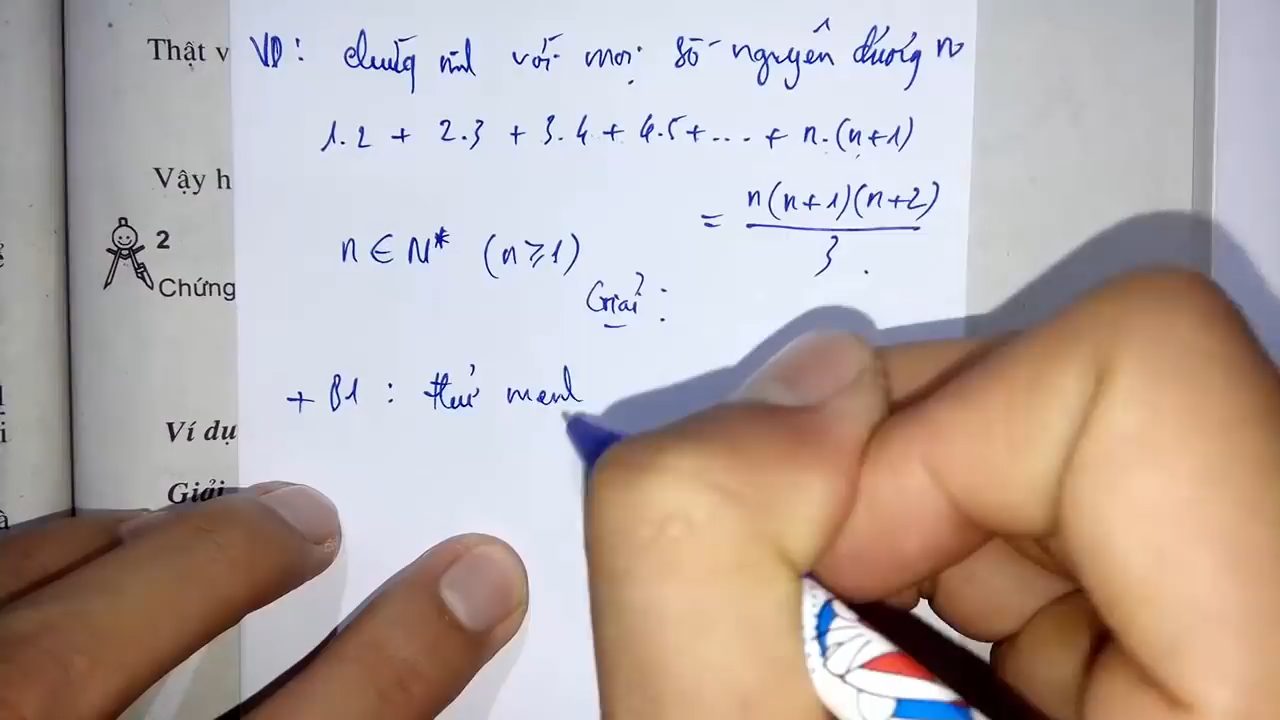 Thật v
VD: chứng minh với mọi số nguyên dương n
1.2 + 2.3 + 3.4 + 4.5 + .... + n.(n+1)
Vậy h
= n(n+1)(n+2) / 3.
n ∈ N* (n ≥ 1)
2
Chứng
Giải:
+ B1: thử mệnh
Ví dụ
Giải